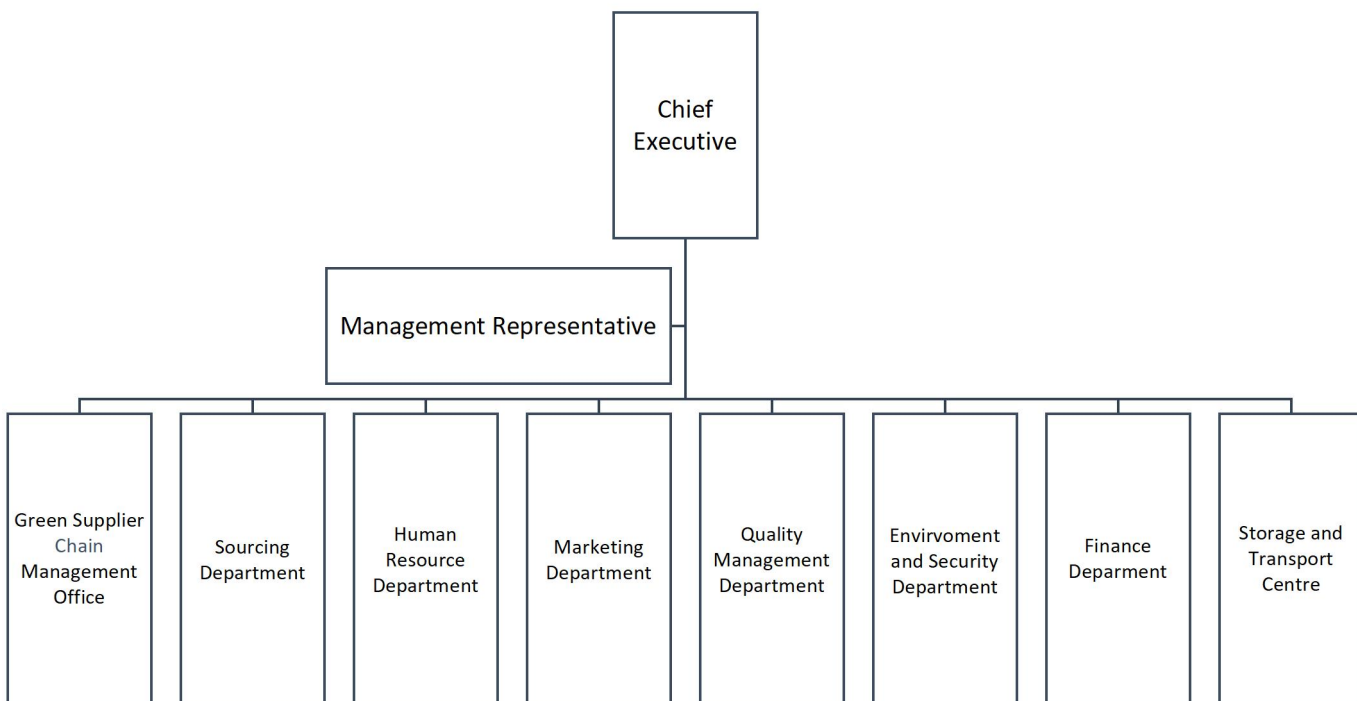 Chief
Executive
Management Representative
Green Supplier
Chain
Management
Office
Sourcing
Department
Human
Resource
Department
Marketing
Department
Quality
Management
Department
Envirvoment
and Security
Department
Finance
Deparment
Storage and
Transport
Centre